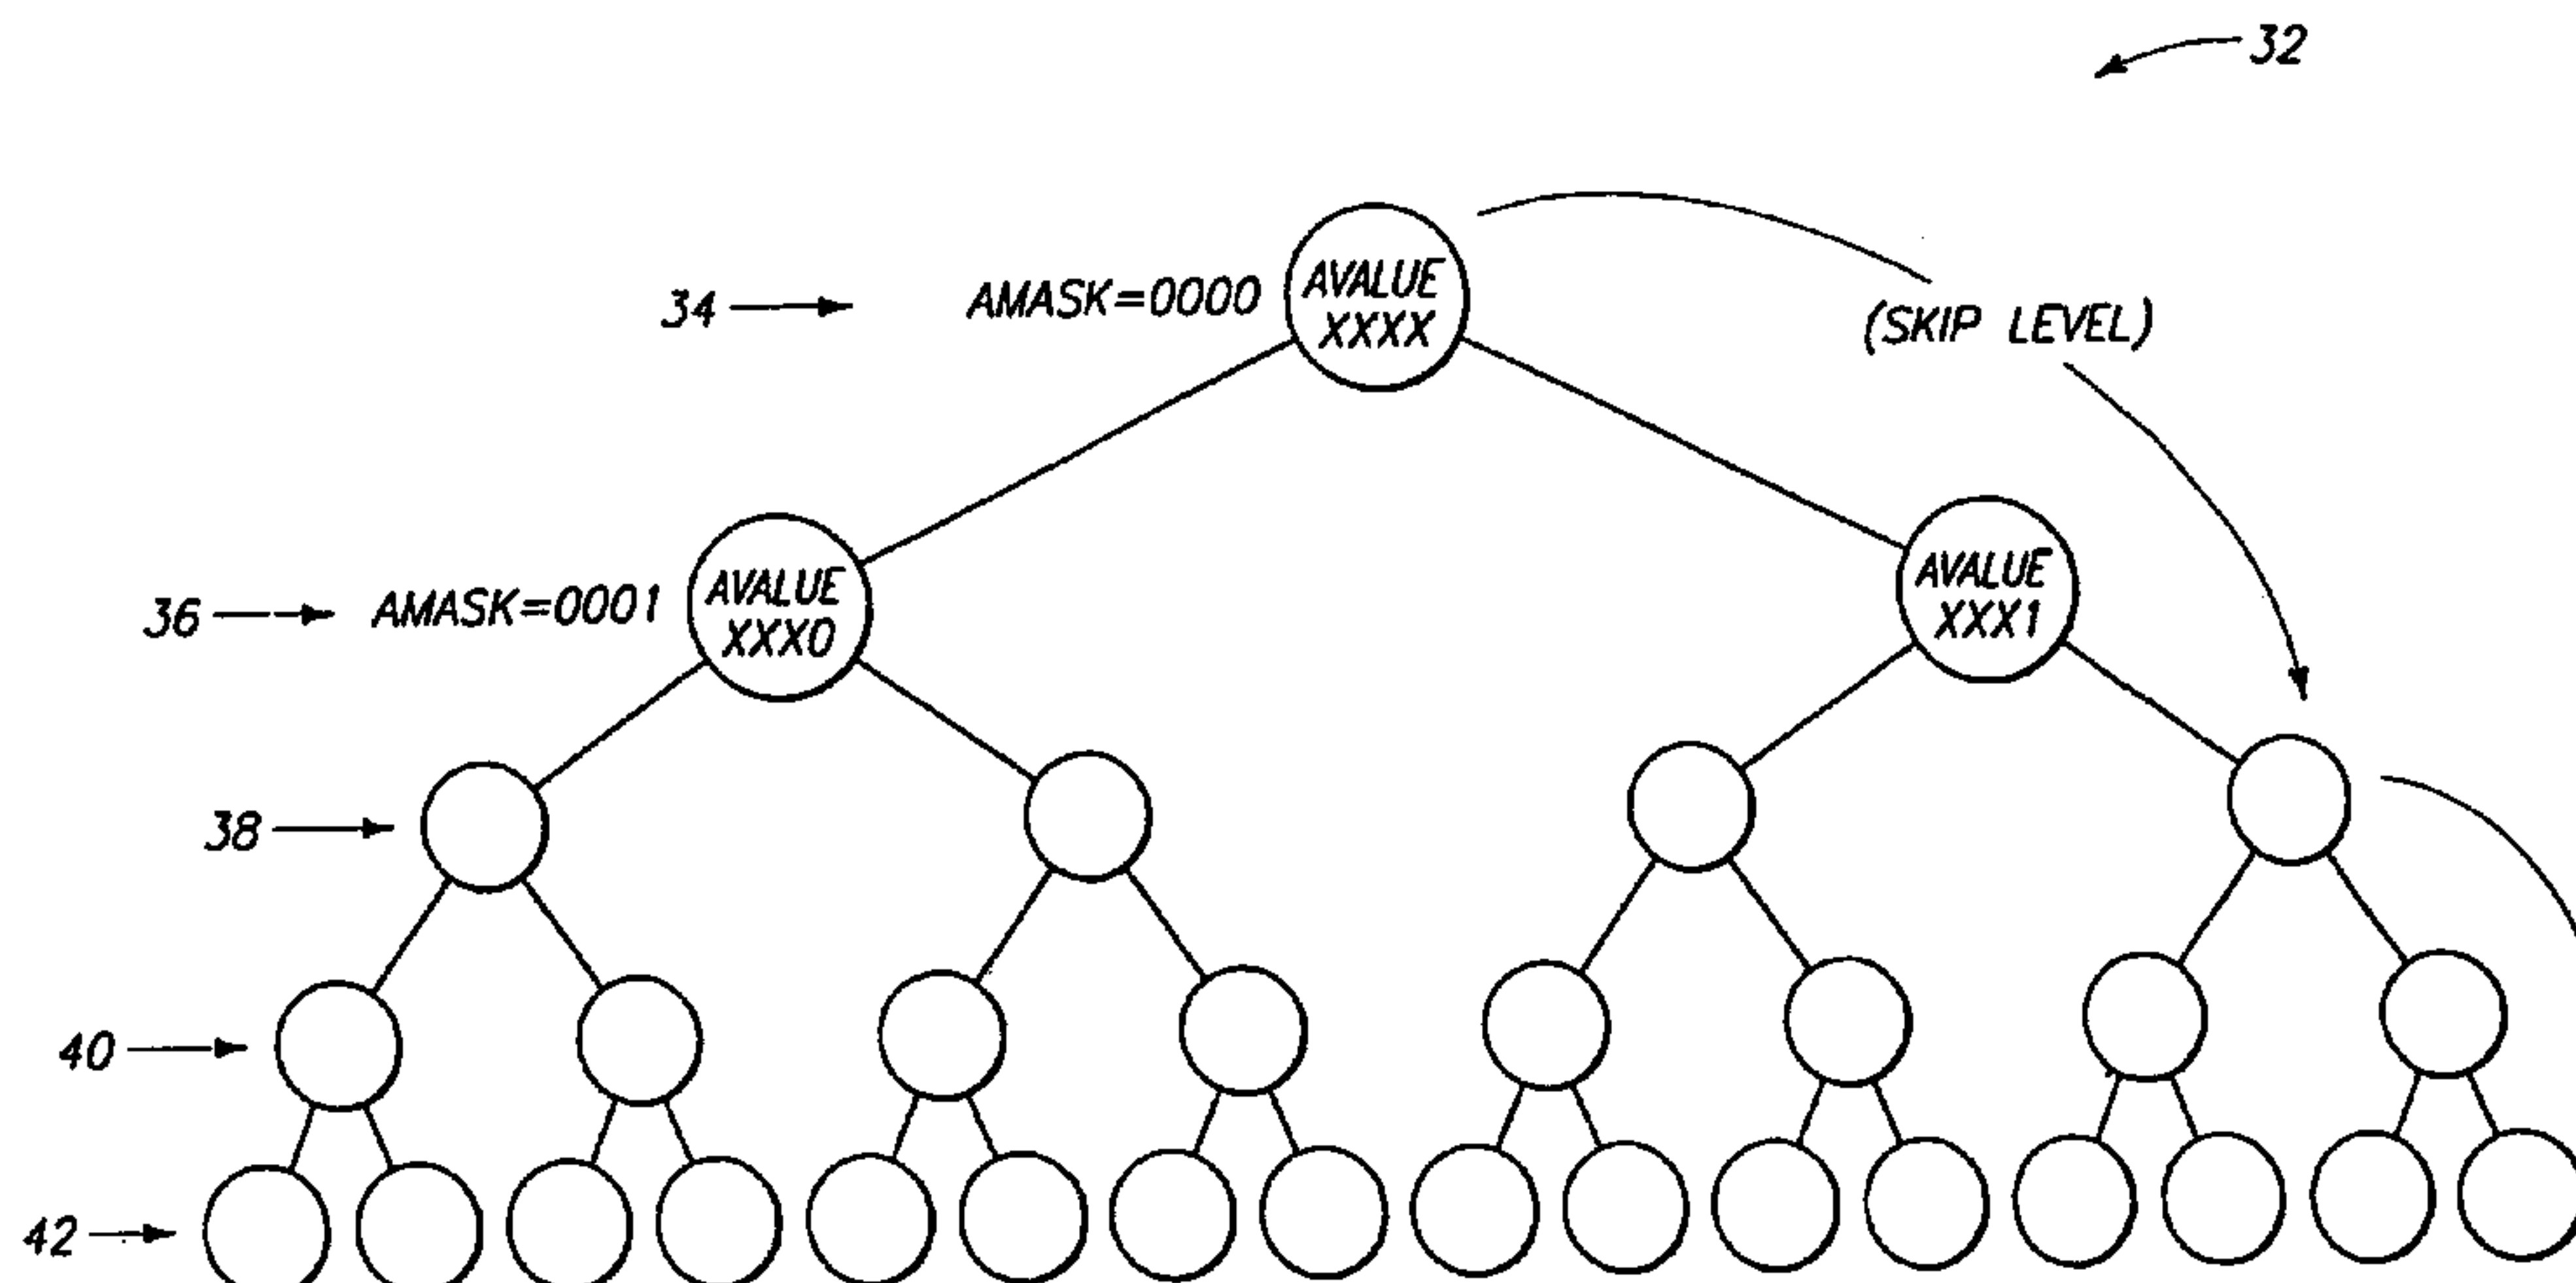 32
34
AMASK=0000
AVALUE
XXXX
(SKIP LEVEL)
36
AMASK=0001
AVALUE
XXX0
AVALUE
XXX1
38
40
42